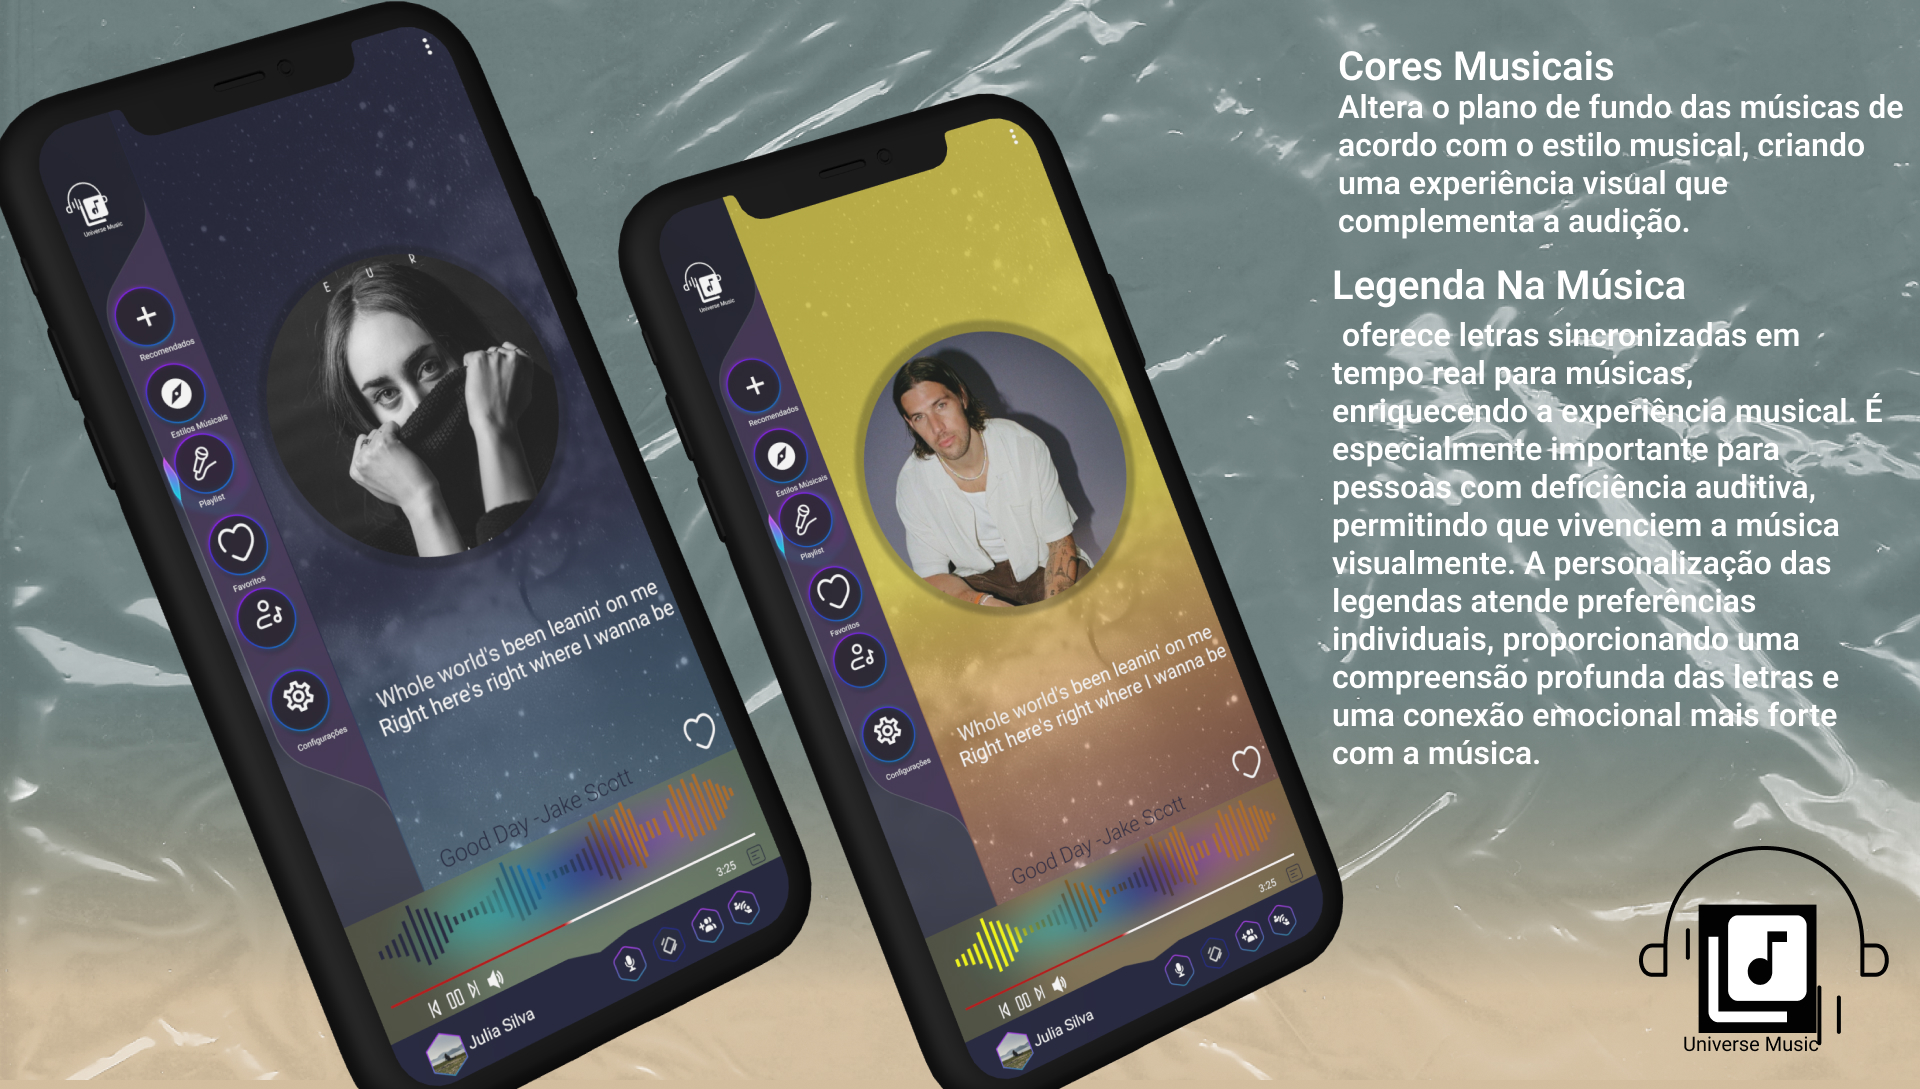 Universe Music
Recomendados
Estilos Músicais
Playlist
Favoritos
Configurações
E U R
Whole world's been leanin' on me
Right here's right where I wanna be
Good Day -Jake Scott
3:25
Julia Silva
Universe Music
Recomendados
Estilos Músicais
Playlist
Favoritos
Configurações
Whole world's been leanin' on me
Right here's right where I wanna be
Good Day -Jake Scott
3:25
Julia Silva
Cores Musicais
Altera o plano de fundo das músicas de
acordo com o estilo musical, criando
uma experiência visual que
complementa a audição.
Legenda Na Música
oferece letras sincronizadas em
tempo real para músicas,
enriquecendo a experiência musical. É
especialmente importante para
pessoas com deficiência auditiva,
permitindo que vivenciem a música
visualmente. A personalização das
legendas atende preferências
individuais, proporcionando uma
compreensão profunda das letras e
uma conexão emocional mais forte
com a música.
Universe Music